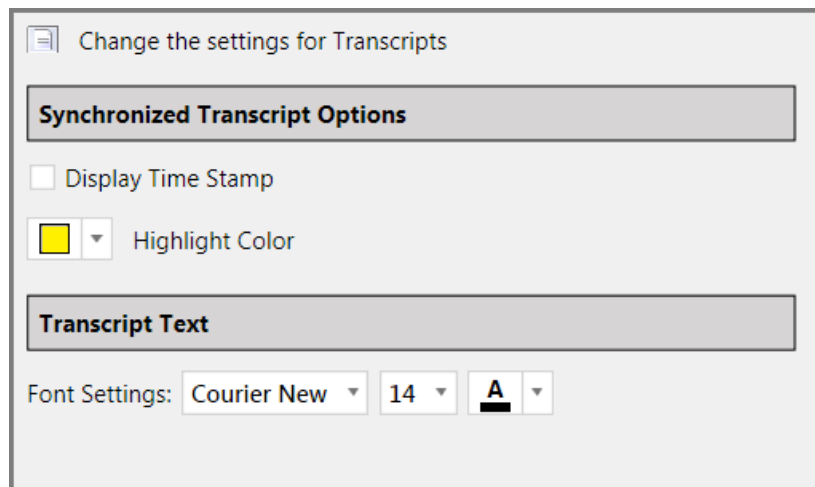 Change the settings for Transcripts
Synchronized Transcript Options
Display Time Stamp
Highlight Color
Transcript Text
Font Settings: Courier New 14 A